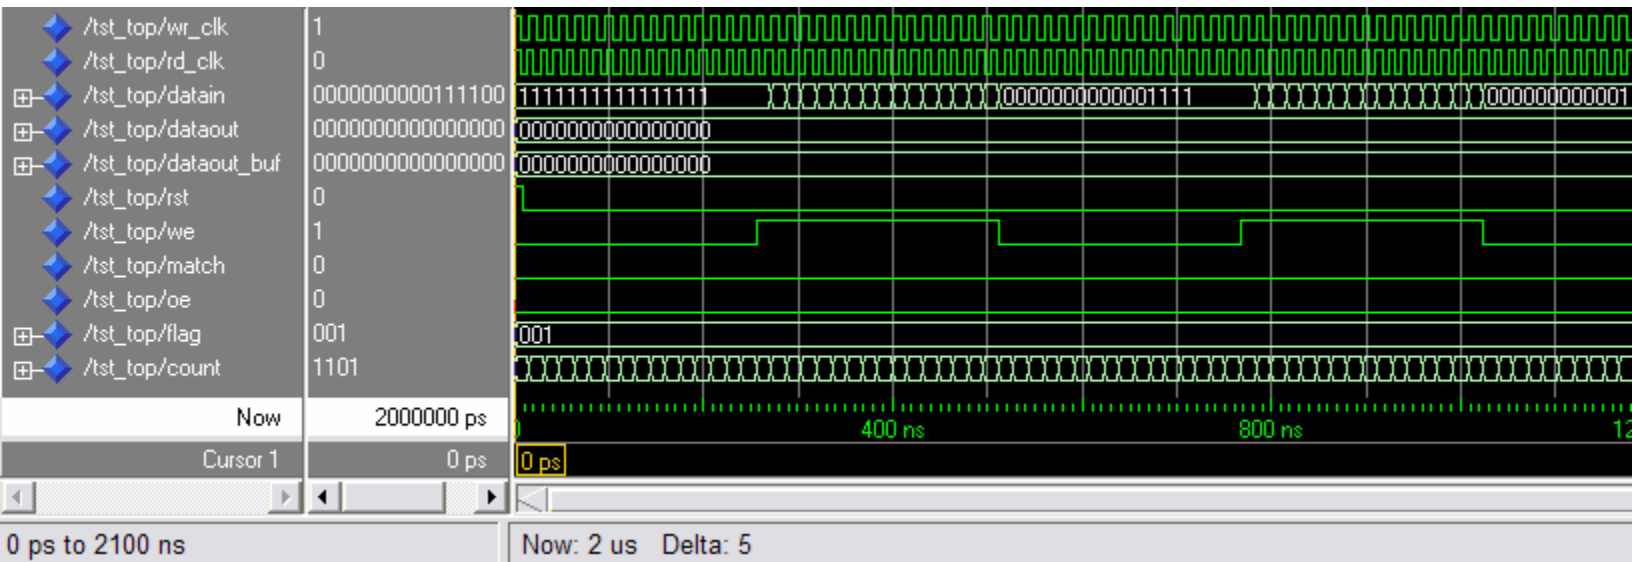 /tst_top/wr_clk 1
/tst_top/rd_clk 0
/tst_top/datain 0000000000111100 1111111111111111 0000000000001111 000000000001
/tst_top/dataout 0000000000000000 0000000000000000
/tst_top/dataout_buf 0000000000000000 0000000000000000
/tst_top/rst 0
/tst_top/we 1
/tst_top/match 0
/tst_top/oe 0
/tst_top/flag 001 001
/tst_top/count 1101
Now 2000000 ps 400 ns 800 ns 12
Cursor 1 0 ps 0 ps
0 ps to 2100 ns Now: 2 us Delta: 5